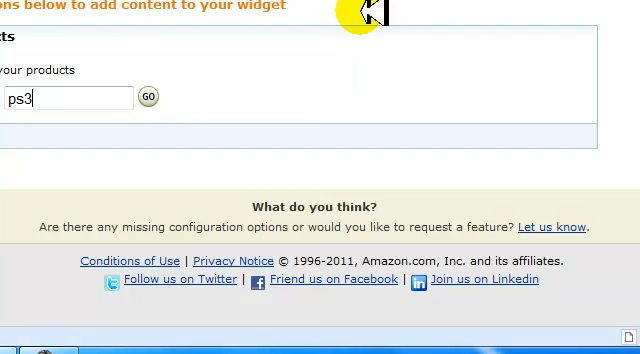 ons below to add content to your widget
cts
your products
ps3
GO
What do you think?
Are there any missing configuration options or would you like to request a feature? Let us know.
Conditions of Use | Privacy Notice © 1996-2011, Amazon.com, Inc. and its affiliates.
Follow us on Twitter | Friend us on Facebook | Join us on Linkedin